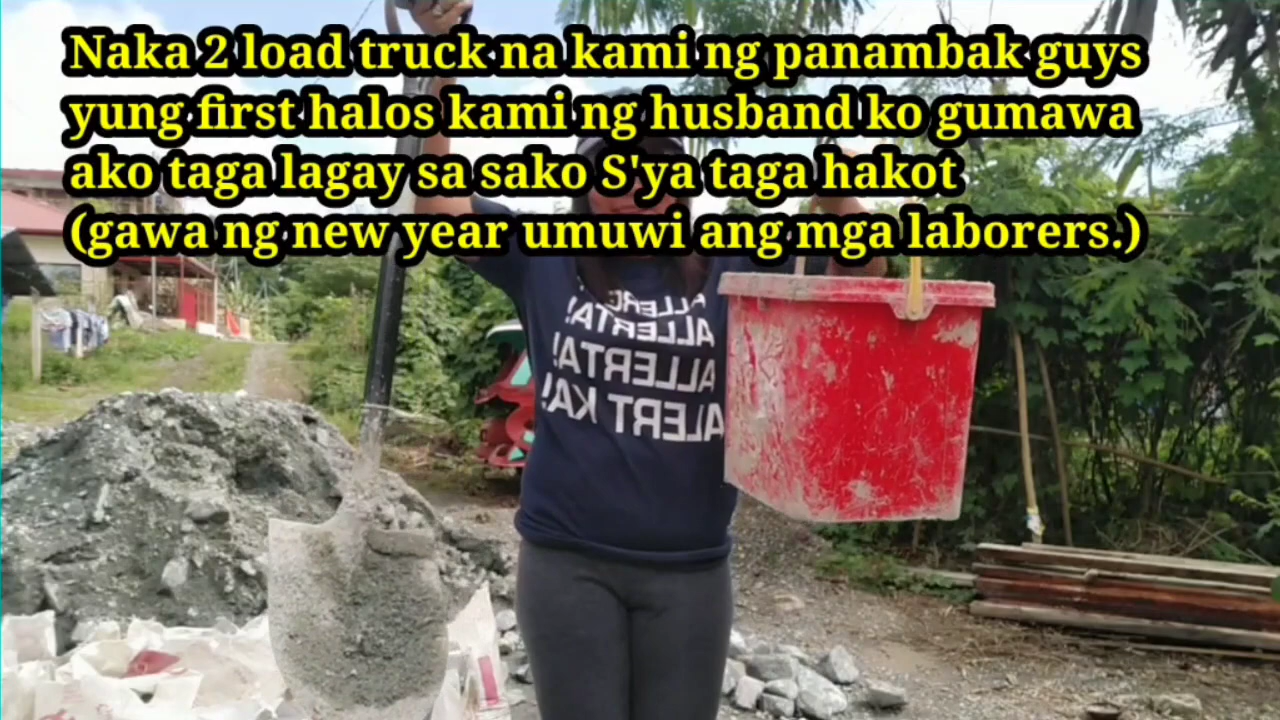 Naka 2 load truck na kami ng panambak guys
yung first halos kami ng husband ko gumawa
ako taga lagay sa sako S'ya taga hakot
(gawa ng new year umuwi ang mga laborers.)
ALLERTA!
ALLERTA!
ALLERTA!
ALERT KA!